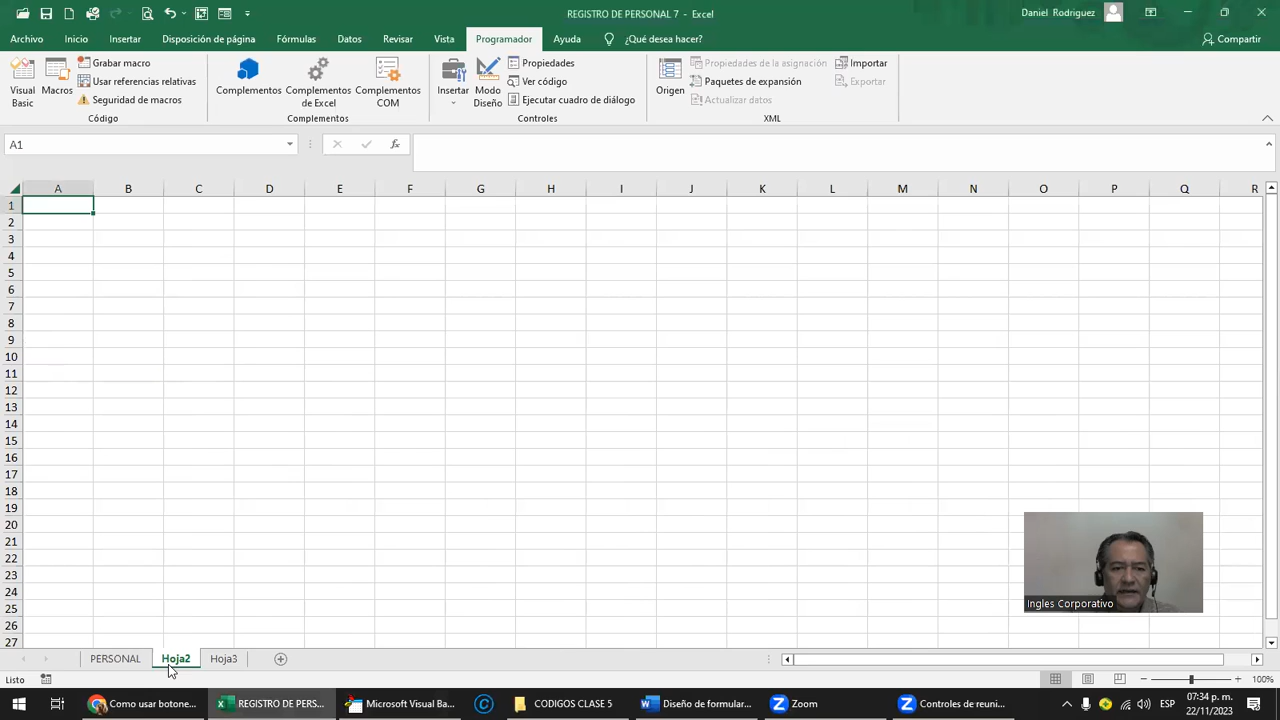 REGISTRO DE PERSONAL 7 - Excel
Daniel Rodriguez
Archivo Inicio Insertar Disposición de página Fórmulas Datos Revisar Vista Programador Ayuda ¿Qué desea hacer? Compartir
Visual Basic
Macros
Grabar macro
Usar referencias relativas
Seguridad de macros
Código
Complementos
Complementos de Excel
Complementos COM
Complementos
Insertar
Modo Diseño
Propiedades
Ver código
Ejecutar cuadro de diálogo
Controles
Origen
Propiedades de la asignación
Paquetes de expansión
Actualizar datos
Importar
Exportar
XML
A1 fx
A B C D E F G H I J K L M N O P Q R
1
2
3
4
5
6
7
8
9
10
11
12
13
14
15
16
17
18
19
20
21
22
23
24
25
26
27
Ingles Corporativo
PERSONAL Hoja2 Hoja3
Listo 100%
Como usar botone... REGISTRO DE PERS... Microsoft Visual Ba... CODIGOS CLASE 5 Diseño de formular... Zoom Controles de reuni... ESP 07:34 p. m.
22/11/2023